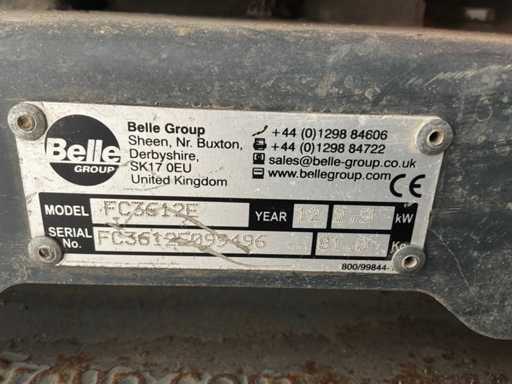 Belle
GROUP
Belle Group
Sheen, Nr. Buxton,
Derbyshire,
SK17 0EU
United Kingdom
+44 (0)1298 84606
+44 (0)1298 84722
sales@belle-group.co.uk
www.bellegroup.com
CE
MODEL FC3612E YEAR 12 kW
SERIAL No. Kg
800/99844-